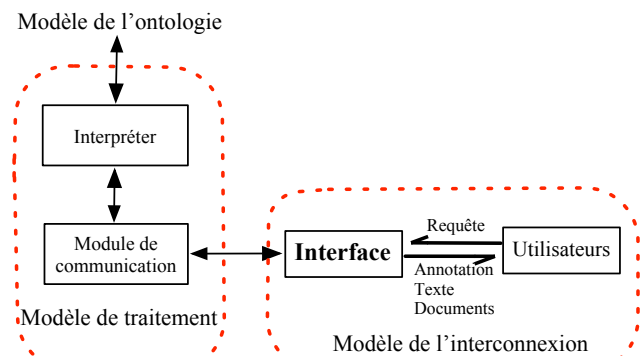 Modèle de l’ontologie
Interpréter
Module de
communication
Modèle de traitement
Interface
Requête
Annotation
Texte
Documents
Utilisateurs
Modèle de l’interconnexion